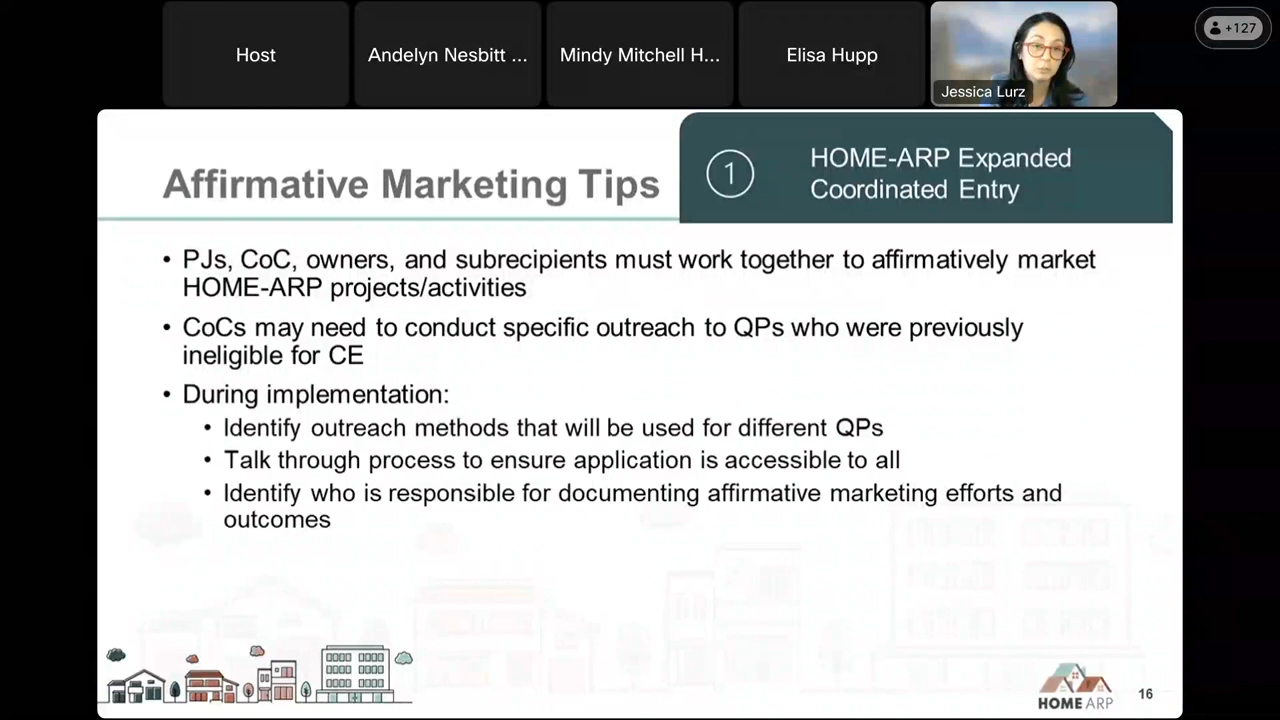 Host
Andelyn Nesbitt ...
Mindy Mitchell H...
Elisa Hupp
Jessica Lurz
+127
Affirmative Marketing Tips
1
HOME-ARP Expanded
Coordinated Entry
• PJs, CoC, owners, and subrecipients must work together to affirmatively market
HOME-ARP projects/activities
• CoCs may need to conduct specific outreach to QPs who were previously
ineligible for CE
• During implementation:
• Identify outreach methods that will be used for different QPs
• Talk through process to ensure application is accessible to all
• Identify who is responsible for documenting affirmative marketing efforts and
outcomes
HOME ARP
16